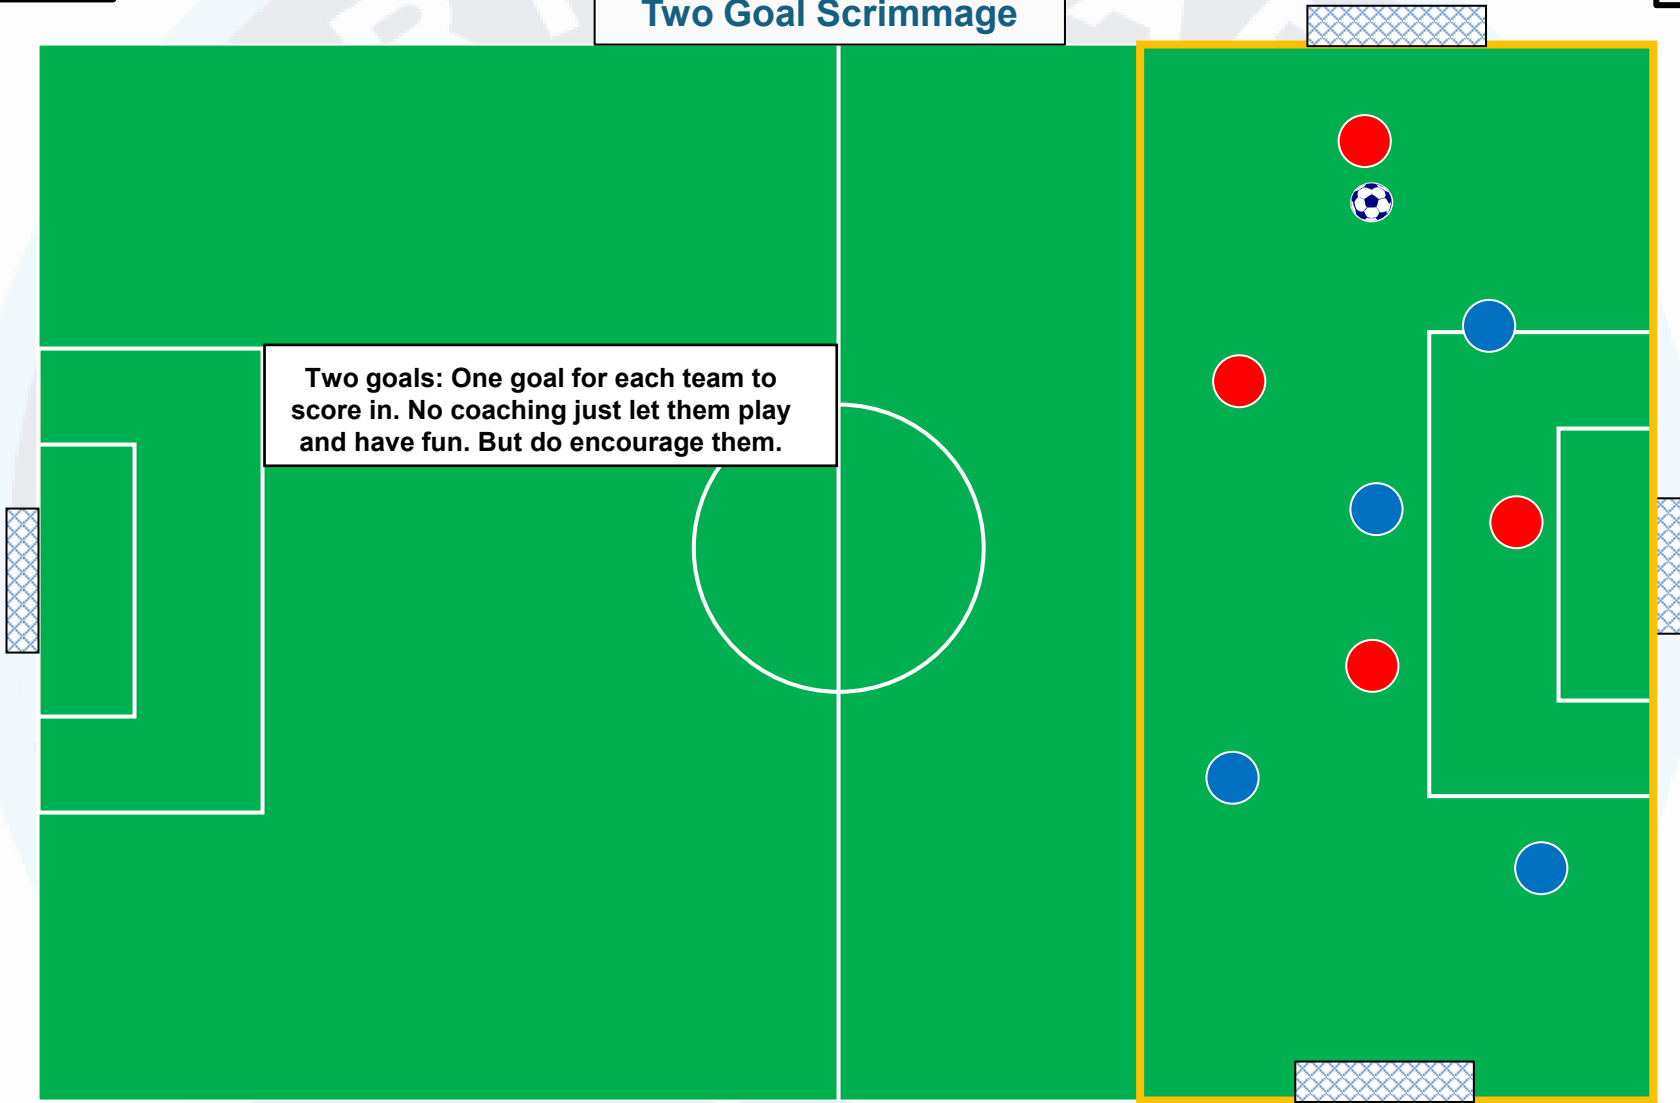 Two Goal Scrimmage
Two goals: One goal for each team to
score in. No coaching just let them play
and have fun. But do encourage them.